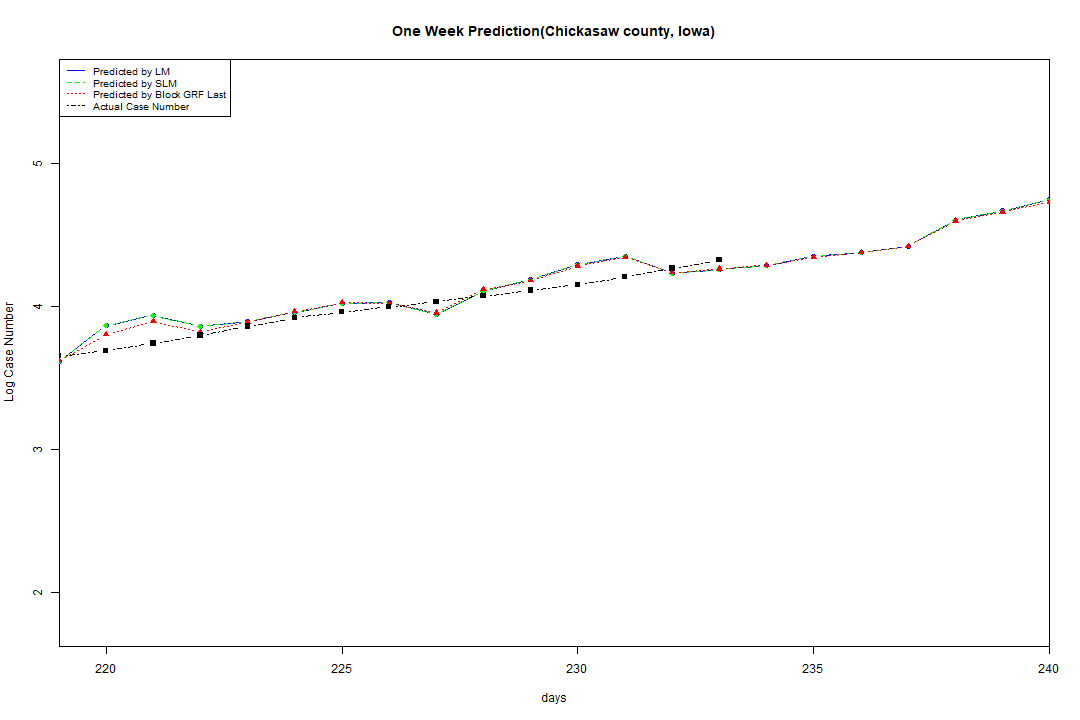 One Week Prediction(Chickasaw county, Iowa)
Predicted by LM
Predicted by SLM
Predicted by Block GRF Last
Actual Case Number
5
4
3
2
Log Case Number
220 225 230 235 240
days